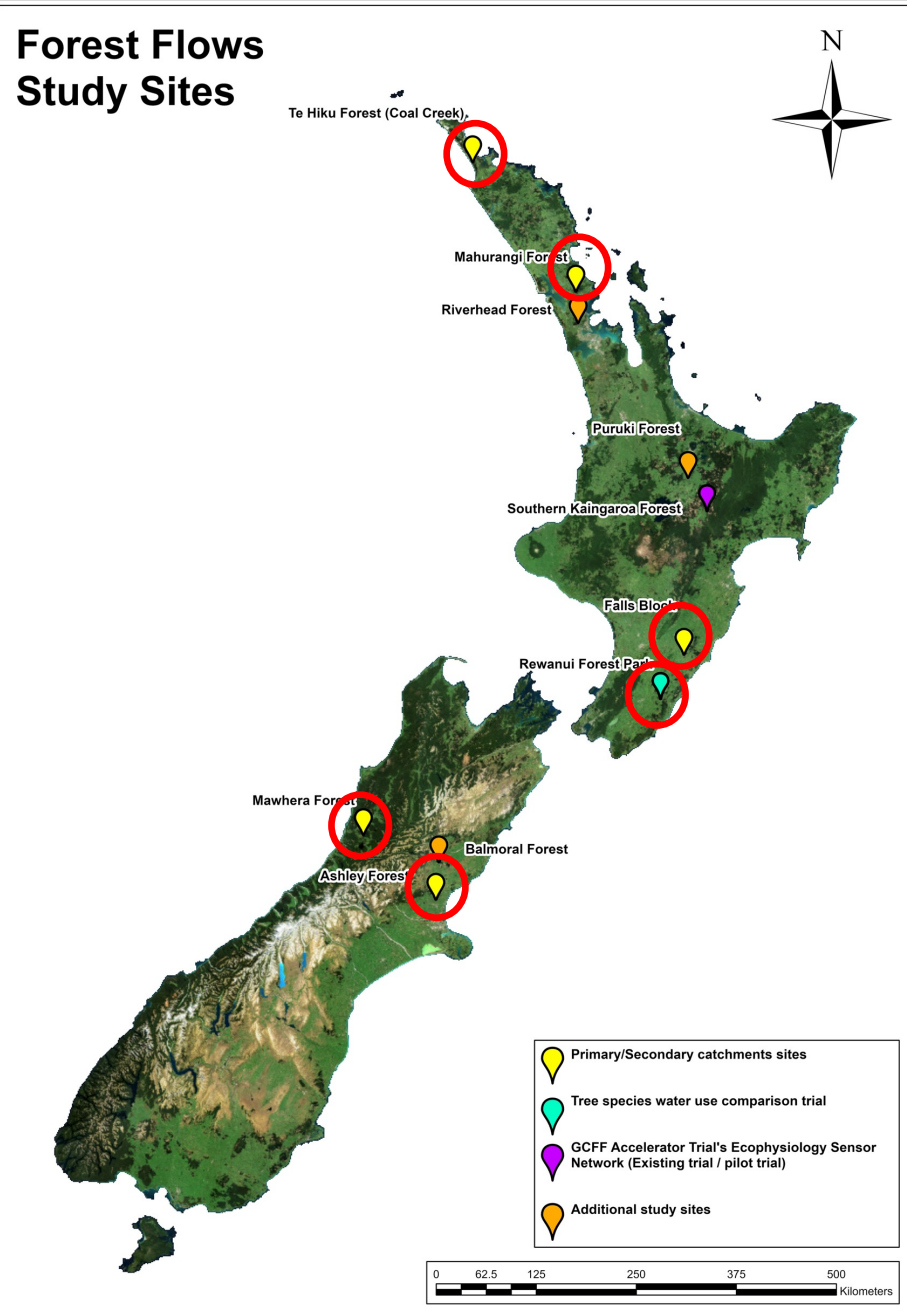 Forest Flows
Study Sites
N
Te Hiku Forest (Coal Creek)
Mahurangi Forest
Riverhead Forest
Puruki Forest
Southern Kaingaroa Forest
Falls Block
Rewanui Forest Park
Mawhera Forest
Balmoral Forest
Ashley Forest
Primary/Secondary catchments sites
Tree species water use comparison trial
GCFF Accelerator Trial's Ecophysiology Sensor
Network (Existing trial / pilot trial)
Additional study sites
0 62.5 125 250 375 500
Kilometers